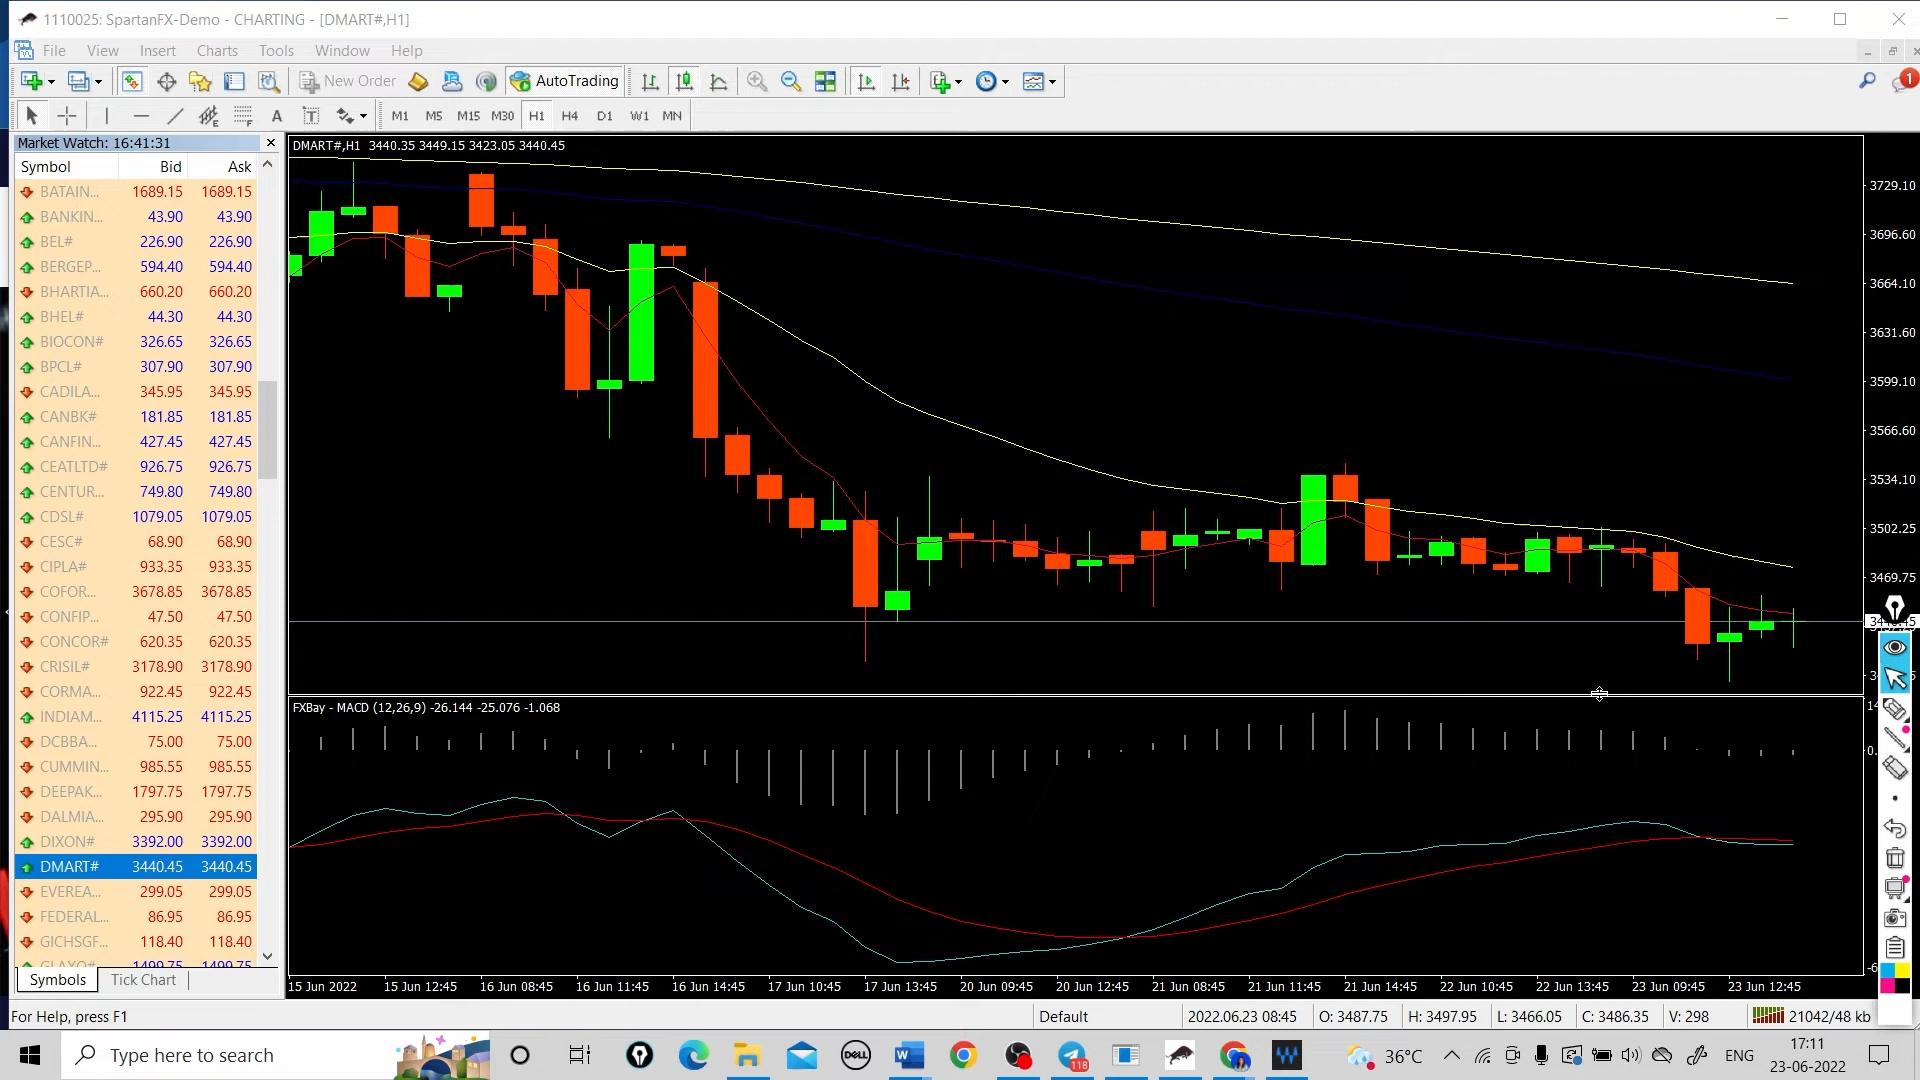 1110025: SpartanFX-Demo - CHARTING - [DMART#,H1]
File View Insert Charts Tools Window Help
New Order AutoTrading 1
A T M1 M5 M15 M30 H1 H4 D1 W1 MN
Market Watch: 16:41:31
Symbol Bid Ask
BATAIN... 1689.15 1689.15
BANKIN... 43.90 43.90
BEL# 226.90 226.90
BERGEP... 594.40 594.40
BHARTIA... 660.20 660.20
BHEL# 44.30 44.30
BIOCON# 326.65 326.65
BPCL# 307.90 307.90
CADILA... 345.95 345.95
CANBK# 181.85 181.85
CANFIN... 427.45 427.45
CEATLTD# 926.75 926.75
CENTUR... 749.80 749.80
CDSL# 1079.05 1079.05
CESC# 68.90 68.90
CIPLA# 933.35 933.35
COFOR... 3678.85 3678.85
CONFIP... 47.50 47.50
CONCOR# 620.35 620.35
CRISIL# 3178.90 3178.90
CORMA... 922.45 922.45
INDIAM... 4115.25 4115.25
DCBBA... 75.00 75.00
CUMMIN... 985.55 985.55
DEEPAK... 1797.75 1797.75
DALMIA... 295.90 295.90
DIXON# 3392.00 3392.00
DMART# 3440.45 3440.45
EVEREA... 299.05 299.05
FEDERAL... 86.95 86.95
GICHSGF... 118.40 118.40
GLAXO# 1499.75 1499.75
Symbols Tick Chart
DMART#,H1 3440.35 3449.15 3423.05 3440.45
3729.10
3696.60
3664.10
3631.60
3599.10
3566.60
3534.10
3502.25
3469.75
FXBay - MACD (12,26,9) -26.144 -25.076 -1.068
15 Jun 2022 15 Jun 12:45 16 Jun 08:45 16 Jun 11:45 16 Jun 14:45 17 Jun 10:45 17 Jun 13:45 20 Jun 09:45 20 Jun 12:45 21 Jun 08:45 21 Jun 11:45 21 Jun 14:45 22 Jun 10:45 22 Jun 13:45 23 Jun 09:45 23 Jun 12:45
For Help, press F1 Default 2022.06.23 08:45 O: 3487.75 H: 3497.95 L: 3466.05 C: 3486.35 V: 298 21042/48 kb
Type here to search DELL 118 36°C ENG 17:11
23-06-2022